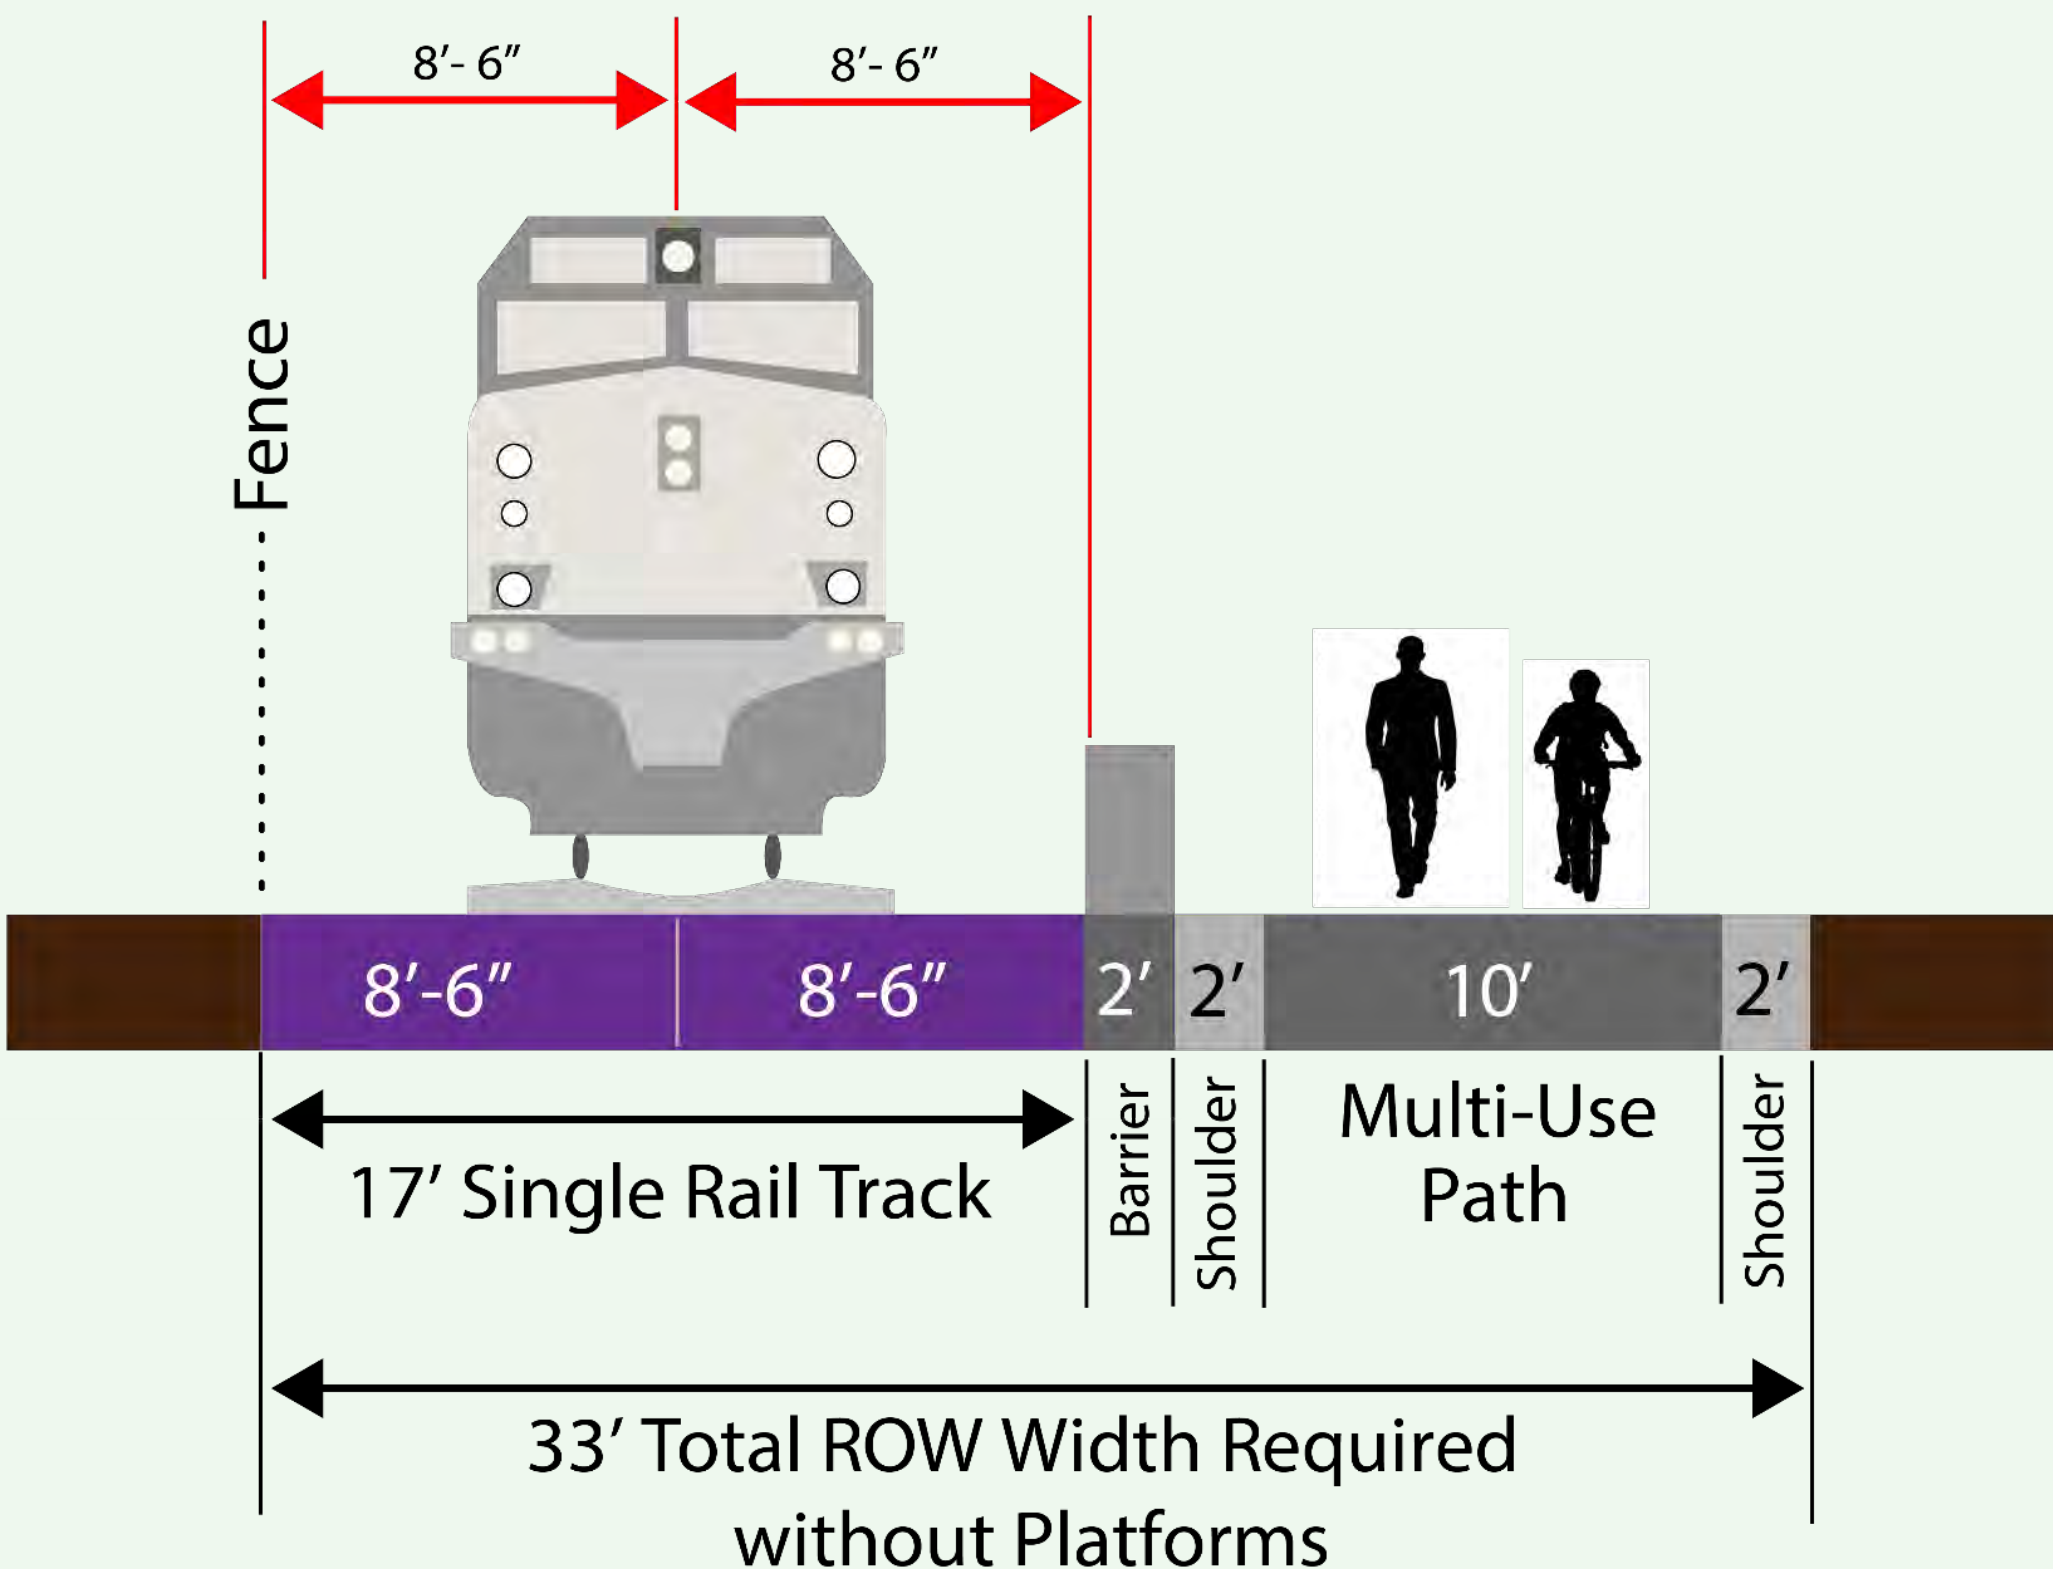 8’- 6”
8’- 6”
Fence
8’-6”
8’-6”
2’
2’
10’
2’
17’ Single Rail Track
Barrier
Shoulder
Multi-Use
Path
Shoulder
33’ Total ROW Width Required
without Platforms